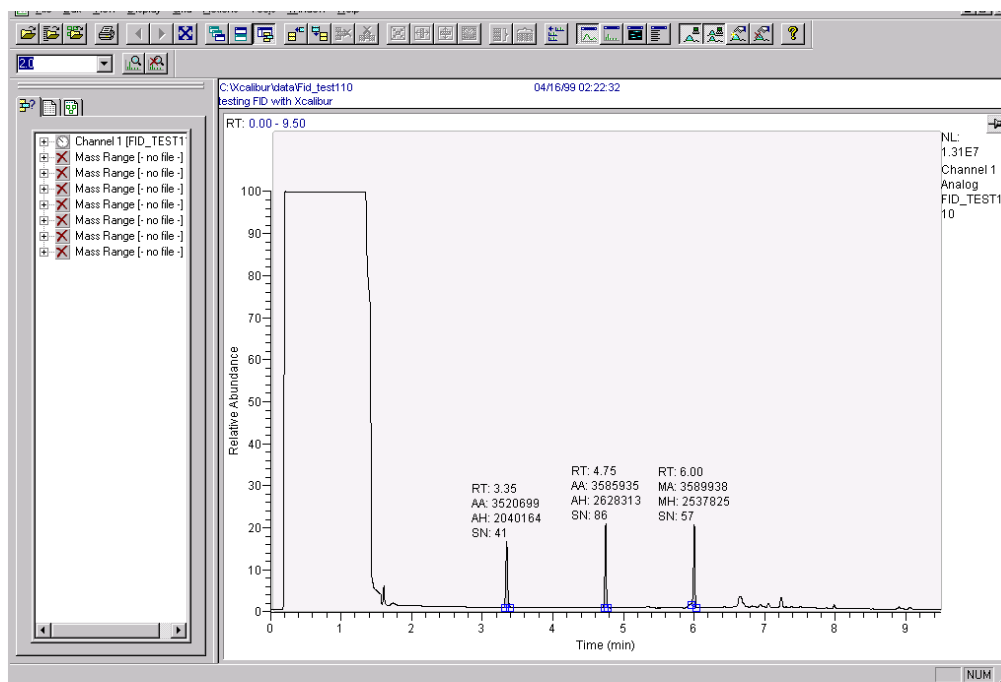 2.0
C:\Xcalibur\data\Fid_test110 04/16/99 02:22:32
testing FID with Xcalibur
Channel 1 [FID_TEST1
Mass Range [- no file -]
Mass Range [- no file -]
Mass Range [- no file -]
Mass Range [- no file -]
Mass Range [- no file -]
Mass Range [- no file -]
Mass Range [- no file -]
RT: 0.00 - 9.50
NL:
1.31E7
Channel 1
Analog
FID_TEST1
10
100
90
80
70
60
50
40
30
20
10
0
Relative Abundance
RT: 3.35
AA: 3520699
AH: 2040164
SN: 41
RT: 4.75
AA: 3585935
AH: 2628313
SN: 86
RT: 6.00
MA: 3589938
MH: 2537825
SN: 57
0 1 2 3 4 5 6 7 8 9
Time (min)
NUM